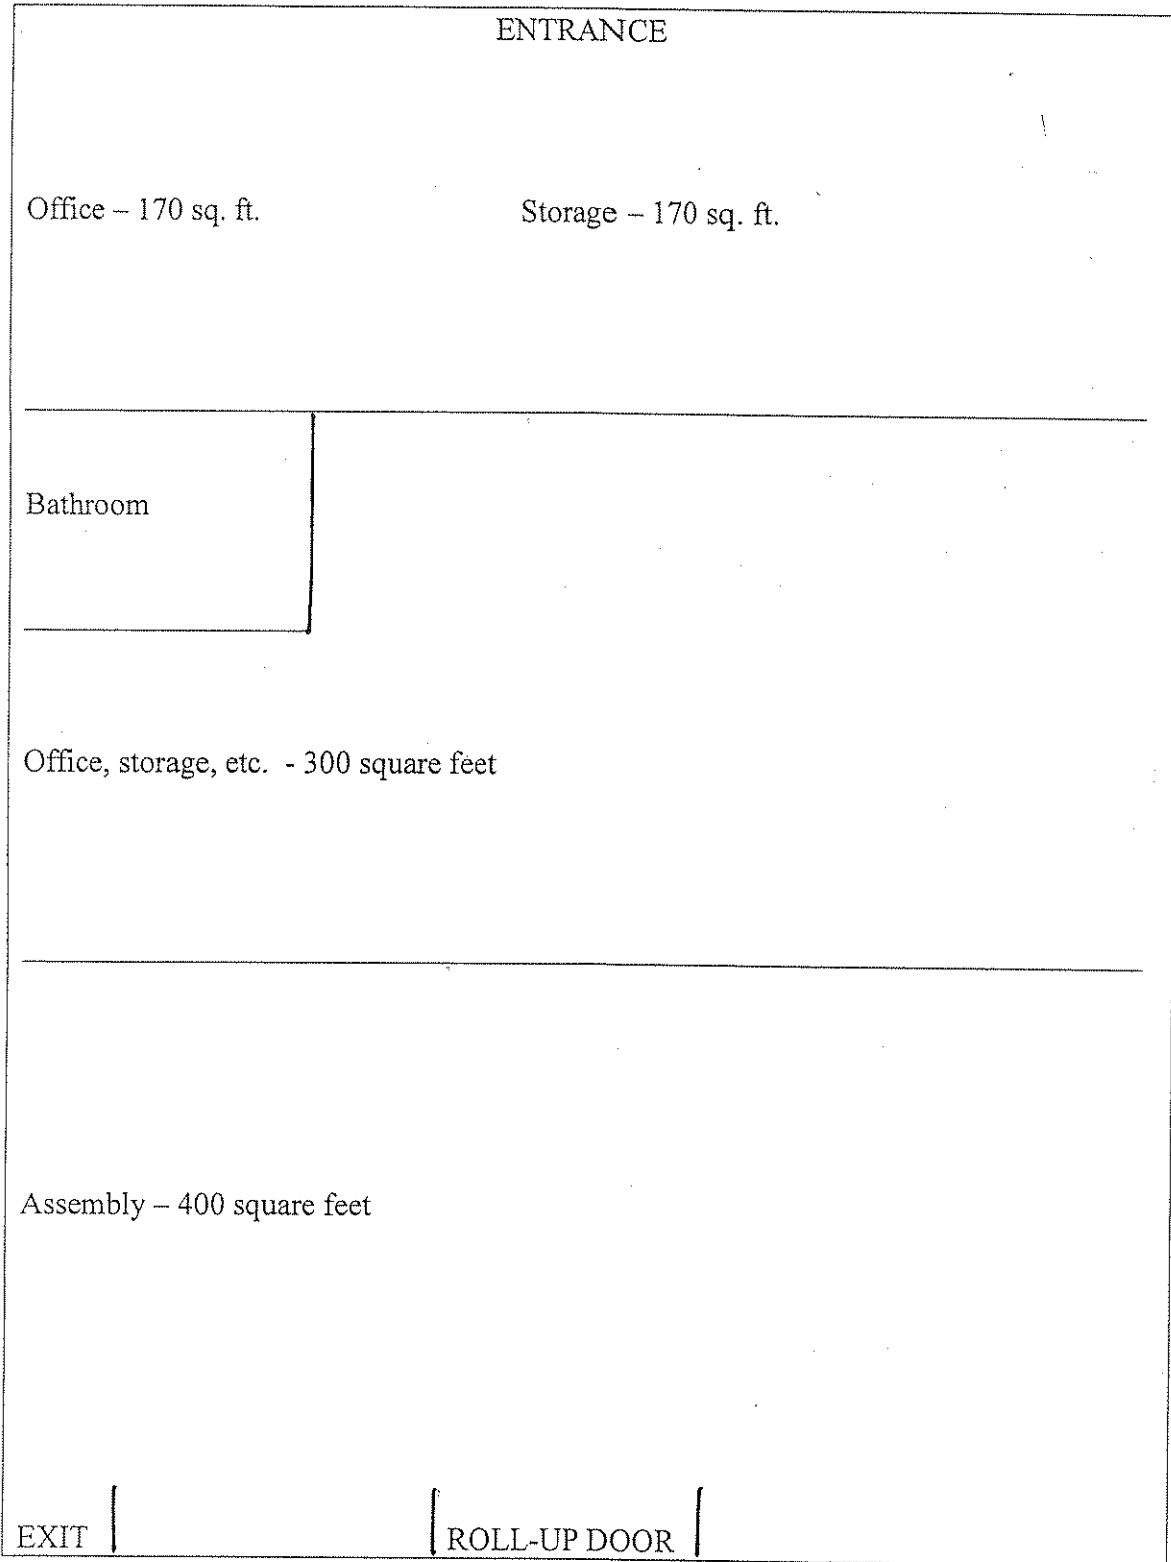 ENTRANCE
Office – 170 sq. ft.
Storage – 170 sq. ft.
Bathroom
Office, storage, etc. - 300 square feet
Assembly – 400 square feet
EXIT
ROLL-UP DOOR